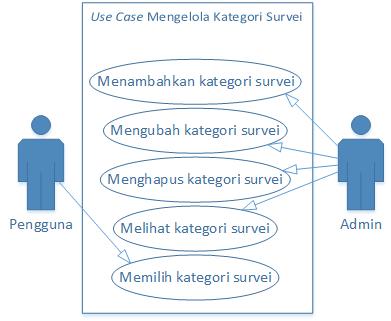 Use Case Mengelola Kategori Survei
Menambahkan kategori survei
Mengubah kategori survei
Menghapus kategori survei
Melihat kategori survei
Memilih kategori survei
Pengguna
Admin